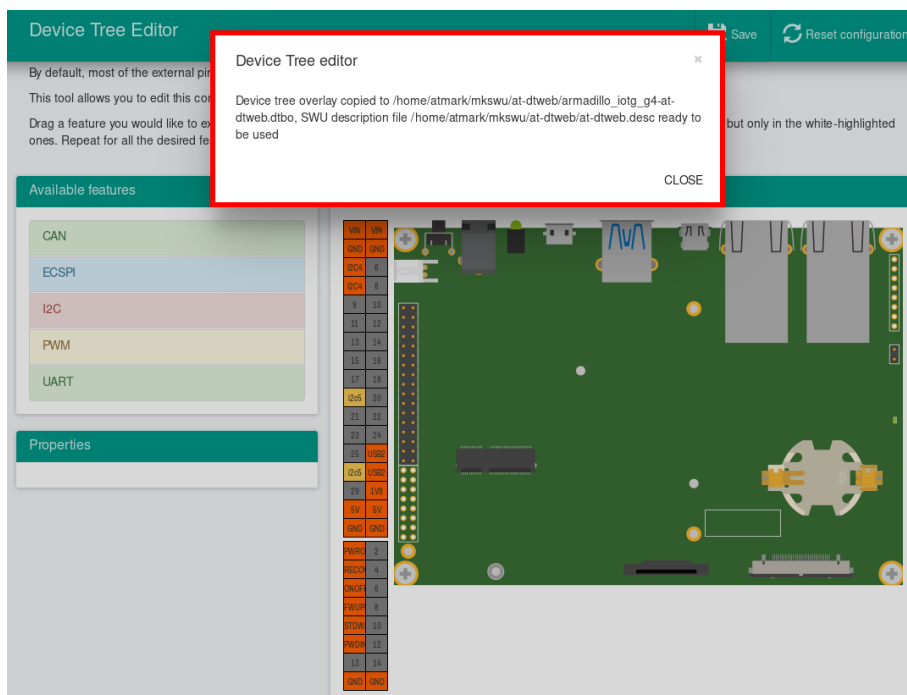 Device Tree Editor
Save
Reset configuration
By default, most of the external pi
This tool allows you to edit this co
Drag a feature you would like to e
but only in the white-highlighted
ones. Repeat for all the desired fe
Device Tree editor
×
Device tree overlay copied to /home/atmark/mkswu/at-dtweb/armadillo_iotg_g4-at-
dtweb.dtbo, SWU description file /home/atmark/mkswu/at-dtweb/at-dtweb.desc ready to
be used
CLOSE
Available features
CAN
ECSPI
I2C
PWM
UART
Properties
VIN VIN
GND GND
I2C4 6
I2C4 8
9 10
11 12
13 14
15 16
17 18
i2c5 20
21 22
23 24
25 USB2
i2c5 USB2
29 1V8
5V 5V
GND GND
PWRO 2
RECOV 4
ONOFF 6
FWUP 8
STDW 10
PWDIN 12
13 14
GND GND